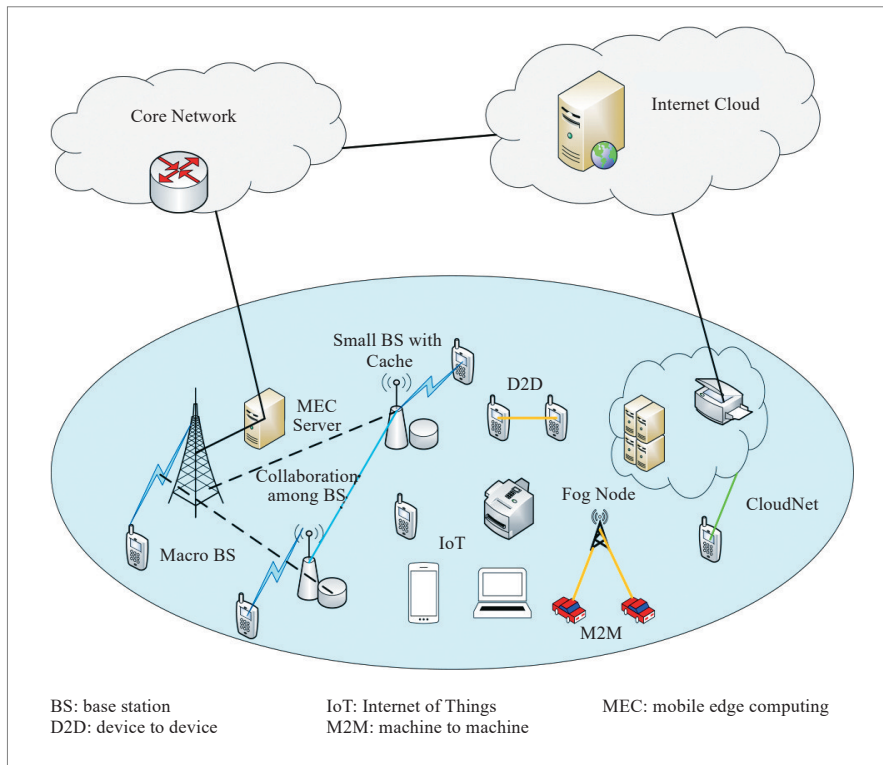 Core Network
Internet Cloud
Small BS with
Cache
D2D
MEC
Server
Collaboration
among BS
Fog Node
CloudNet
Macro BS
IoT
M2M
BS: base station
IoT: Internet of Things
MEC: mobile edge computing
D2D: device to device
M2M: machine to machine